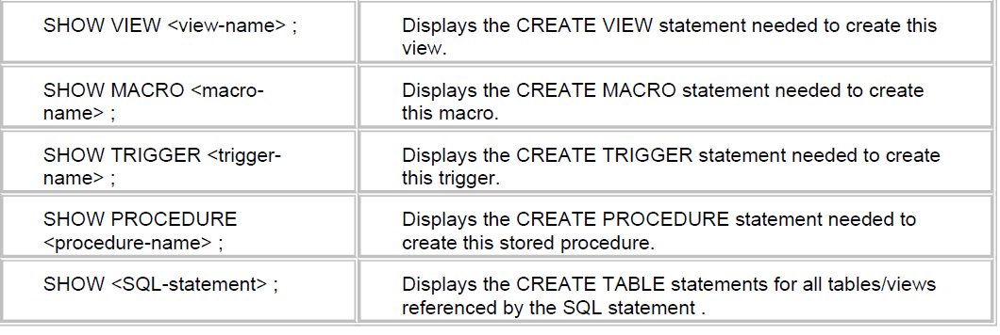 SHOW VIEW <view-name> ;
Displays the CREATE VIEW statement needed to create this
view.
SHOW MACRO <macro-
name> ;
Displays the CREATE MACRO statement needed to create
this macro.
SHOW TRIGGER <trigger-
name> ;
Displays the CREATE TRIGGER statement needed to create
this trigger.
SHOW PROCEDURE
<procedure-name> ;
Displays the CREATE PROCEDURE statement needed to
create this stored procedure.
SHOW <SQL-statement> ;
Displays the CREATE TABLE statements for all tables/views
referenced by the SQL statement .